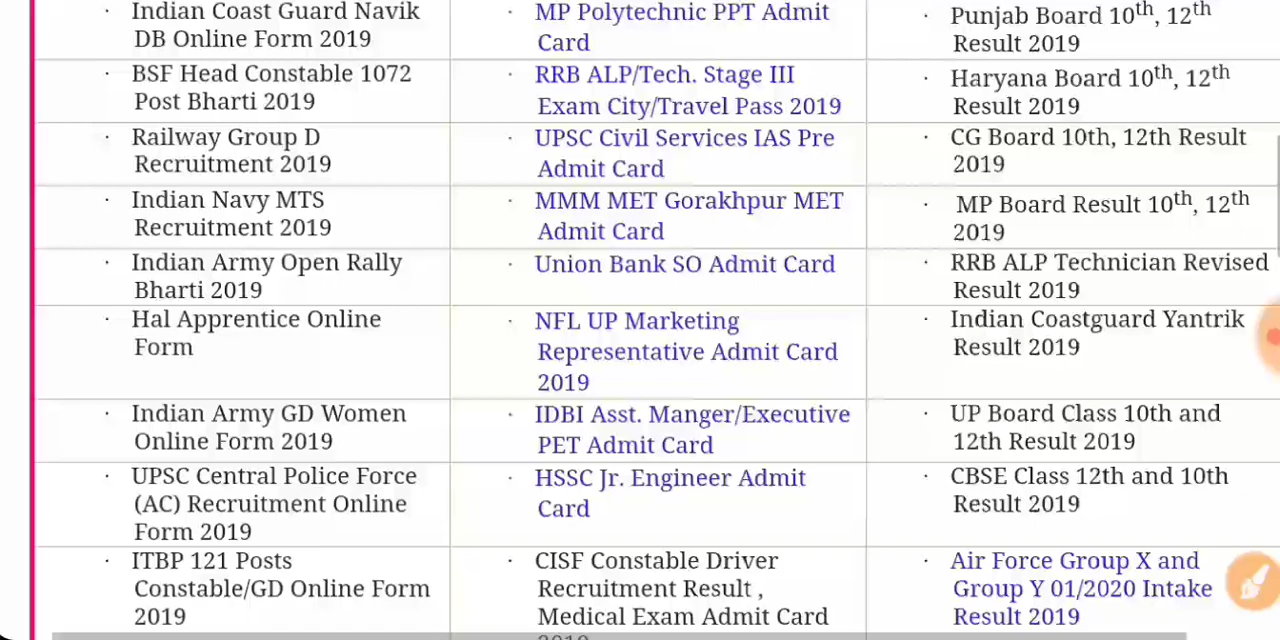 Indian Coast Guard Navik
DB Online Form 2019
MP Polytechnic PPT Admit
Card
Punjab Board 10th, 12th
Result 2019
BSF Head Constable 1072
Post Bharti 2019
RRB ALP/Tech. Stage III
Exam City/Travel Pass 2019
Haryana Board 10th, 12th
Result 2019
Railway Group D
Recruitment 2019
UPSC Civil Services IAS Pre
Admit Card
CG Board 10th, 12th Result
2019
Indian Navy MTS
Recruitment 2019
MMM MET Gorakhpur MET
Admit Card
MP Board Result 10th, 12th
2019
Indian Army Open Rally
Bharti 2019
Union Bank SO Admit Card
RRB ALP Technician Revised
Result 2019
Hal Apprentice Online
Form
NFL UP Marketing
Representative Admit Card
2019
Indian Coastguard Yantrik
Result 2019
Indian Army GD Women
Online Form 2019
IDBI Asst. Manger/Executive
PET Admit Card
UP Board Class 10th and
12th Result 2019
UPSC Central Police Force
(AC) Recruitment Online
Form 2019
HSSC Jr. Engineer Admit
Card
CBSE Class 12th and 10th
Result 2019
ITBP 121 Posts
Constable/GD Online Form
2019
CISF Constable Driver
Recruitment Result ,
Medical Exam Admit Card
2019
Air Force Group X and
Group Y 01/2020 Intake
Result 2019